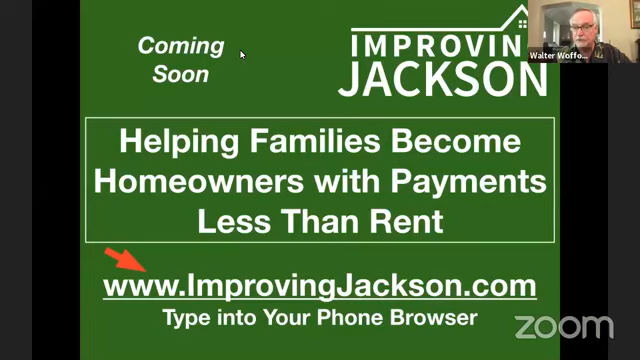 Coming
Soon
IMPROVIN
JACKSON
Walter Woffo...
Helping Families Become
Homeowners with Payments
Less Than Rent
www.ImprovingJackson.com
Type into Your Phone Browser
zoom